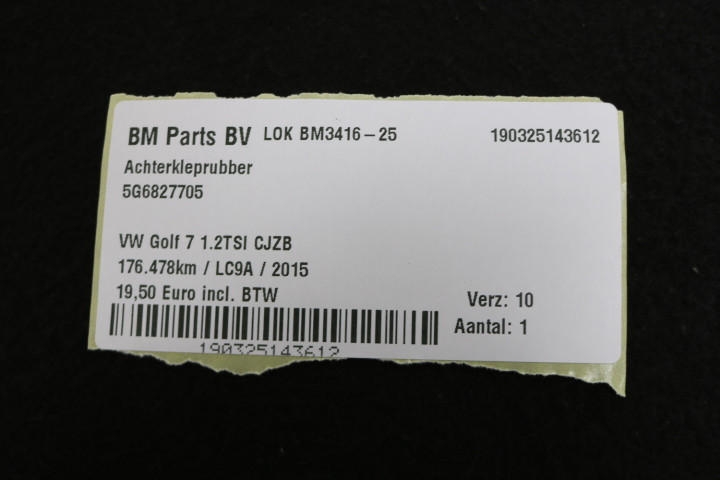 BM Parts BV LOK BM3416-25 190325143612
Achterkleprubber
5G6827705
VW Golf 7 1.2TSI CJZB
176.478km / LC9A / 2015
19,50 Euro incl. BTW
Verz: 10
Aantal: 1
190325143612